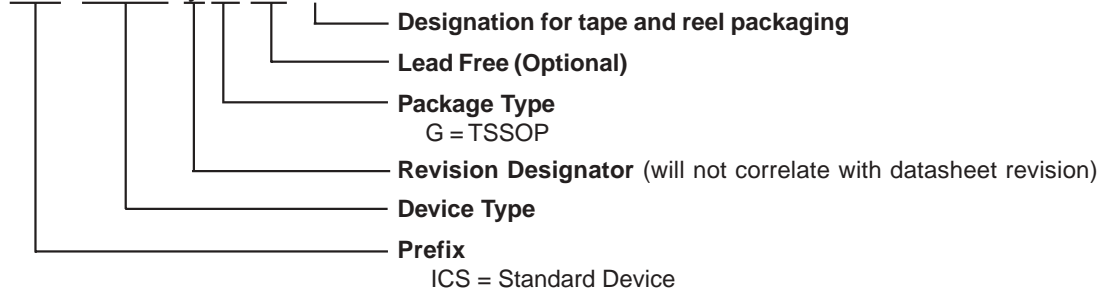 Designation for tape and reel packaging
Lead Free (Optional)
Package Type
G = TSSOP
Revision Designator (will not correlate with datasheet revision)
Device Type
Prefix
ICS = Standard Device